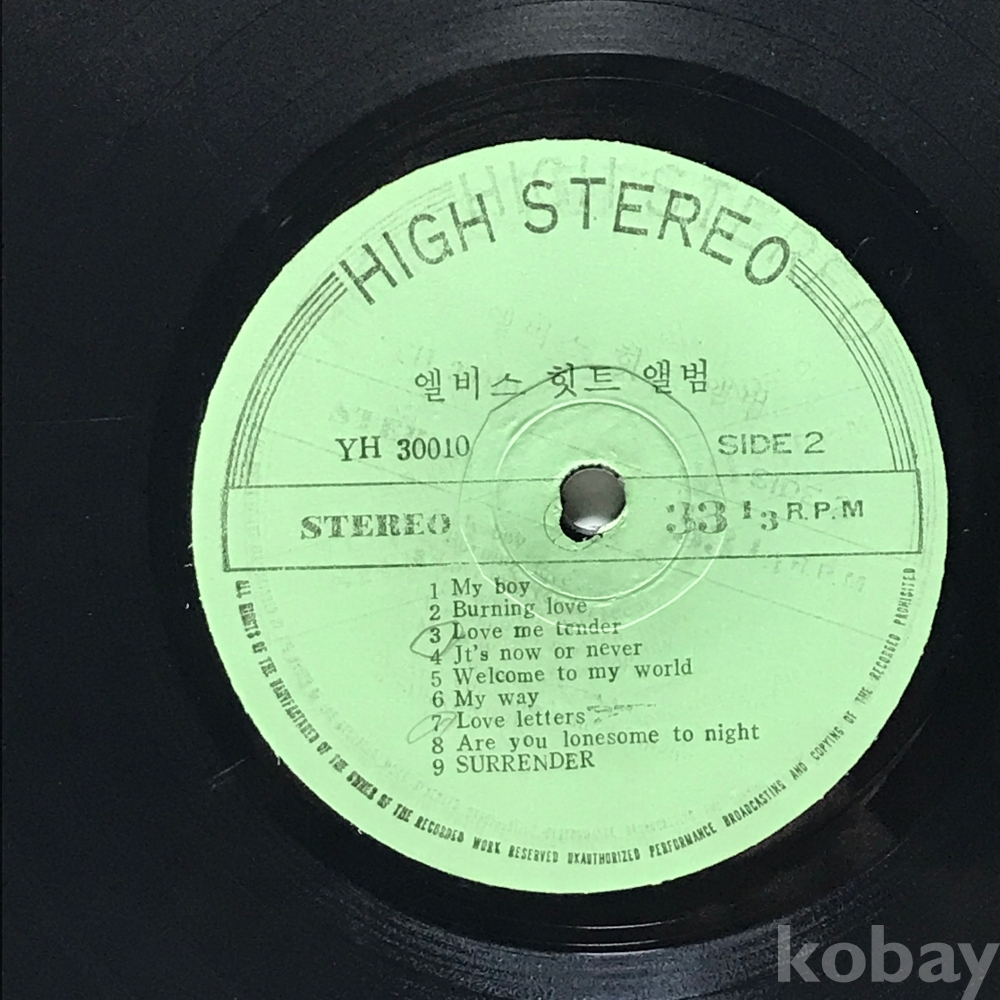 HIGH STEREO
엘비스 힛트 앨범
YH 30010
SIDE 2
STEREO
33 1/3 R.P.M
1 My boy
2 Burning love
3 Love me tender
4 Jt's now or never
5 Welcome to my world
6 My way
7 Love letters
8 Are you lonesome to night
9 SURRENDER
ALL RIGHTS OF THE MANUFACTURED OF THE OWNER OF THE RECORDED WORK RESERVED UNAUTHORIZED PERFORMANCE BROADCASTING AND COPYING OF THE RECORDED PROHIBITED
kobay